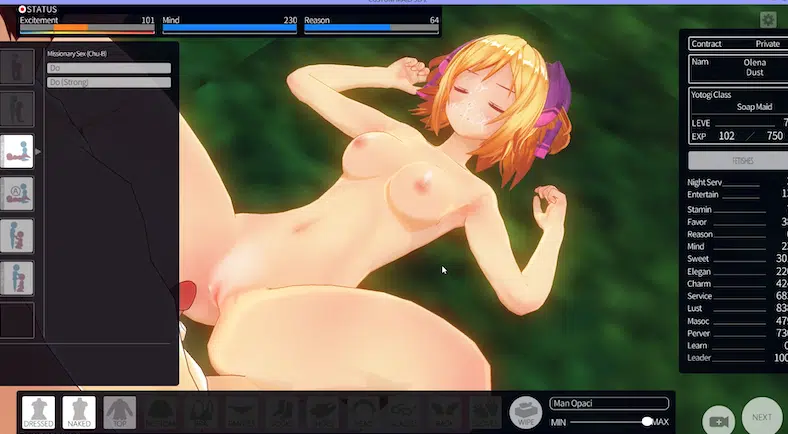 STATUS
Excitement 101 Mind 230 Reason 64
Missionary Sex (Chu-B)
Do
Do (Strong)
Contract Private
Nam Olena
Dust
Yotogi Class
Soap Maid
LEVE
EXP 102 / 750
FETISHES
Night Serv
Entertain
Stamin
Favor
Reason
Mind
Sweet
Elegan
Charm
Service
Lust
Masoc
Perver
Learn
Leader
DRESSED NAKED TOP
WIPE
Man Opaci
MIN MAX
NEXT